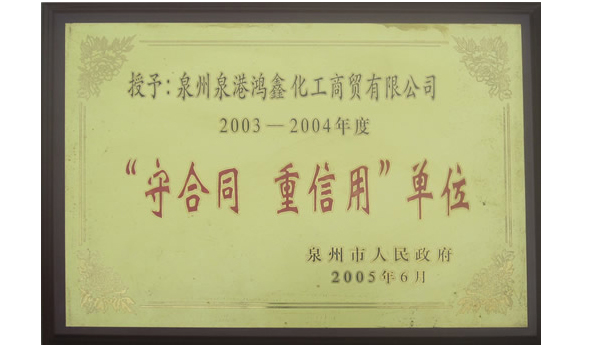 授予：泉州泉港鸿鑫化工商贸有限公司
2003—2004年度
“守合同 重信用”单位
泉州市人民政府
2005年6月